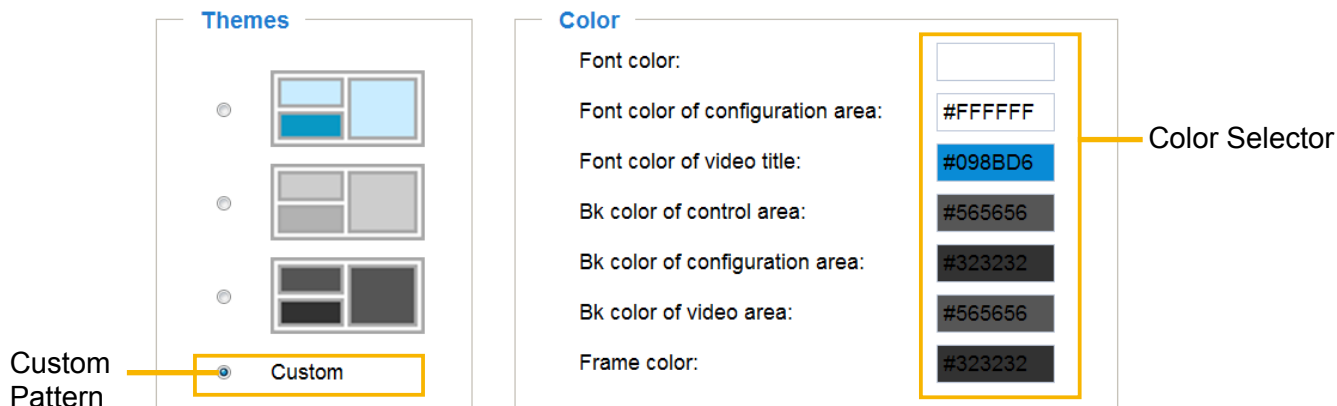 Themes
Custom
Custom
Pattern
Color
Font color:
Font color of configuration area: #FFFFFF
Font color of video title: #098BD6
Bk color of control area: #565656
Bk color of configuration area: #323232
Bk color of video area: #565656
Frame color: #323232
Color Selector